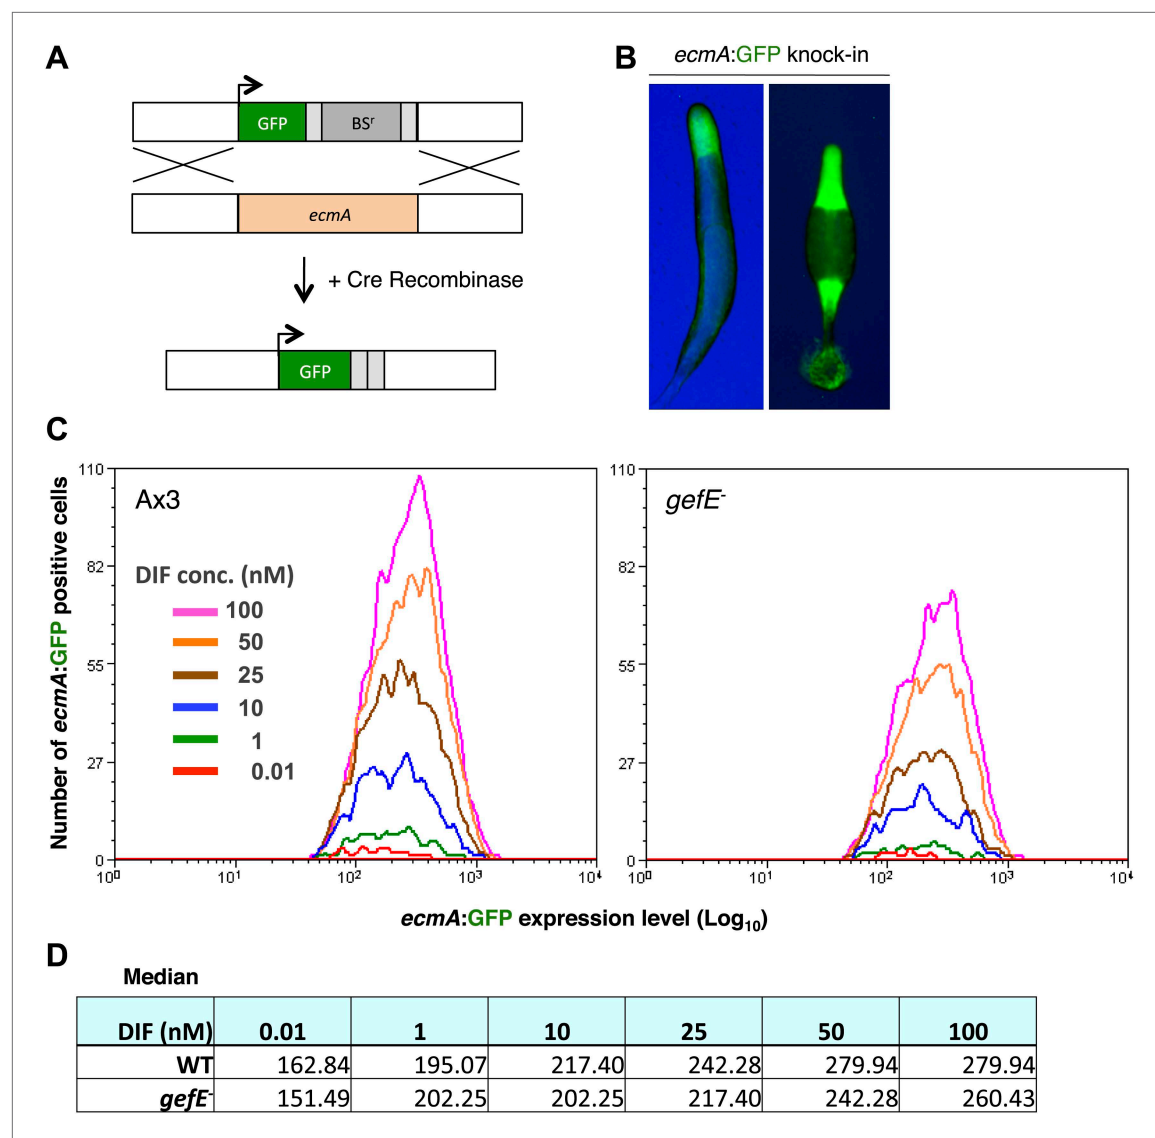 A
GFP
BSʳ
ecmA
+ Cre Recombinase
GFP
B
ecmA:GFP knock-in
C
Number of ecmA:GFP positive cells
110
82
55
27
0
Ax3
DIF conc. (nM)
100
50
25
10
1
0.01
10⁰ 10¹ 10² 10³ 10⁴
110
82
55
27
0
gefE⁻
10⁰ 10¹ 10² 10³ 10⁴
ecmA:GFP expression level (Log₁₀)
D
Median
DIF (nM) 0.01 1 10 25 50 100
WT 162.84 195.07 217.40 242.28 279.94 279.94
gefE⁻ 151.49 202.25 202.25 217.40 242.28 260.43